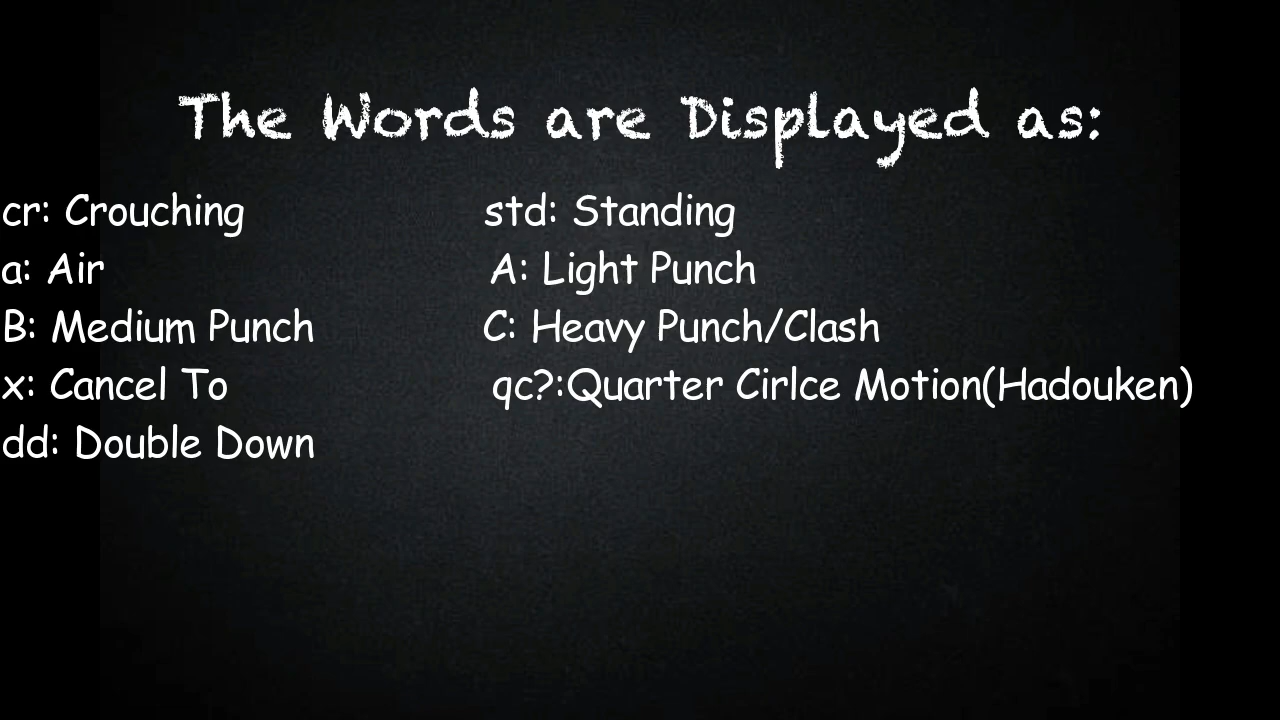 The Words are Displayed as:
cr: Crouching std: Standing
a: Air A: Light Punch
B: Medium Punch C: Heavy Punch/Clash
x: Cancel To qc?:Quarter Cirlce Motion(Hadouken)
dd: Double Down